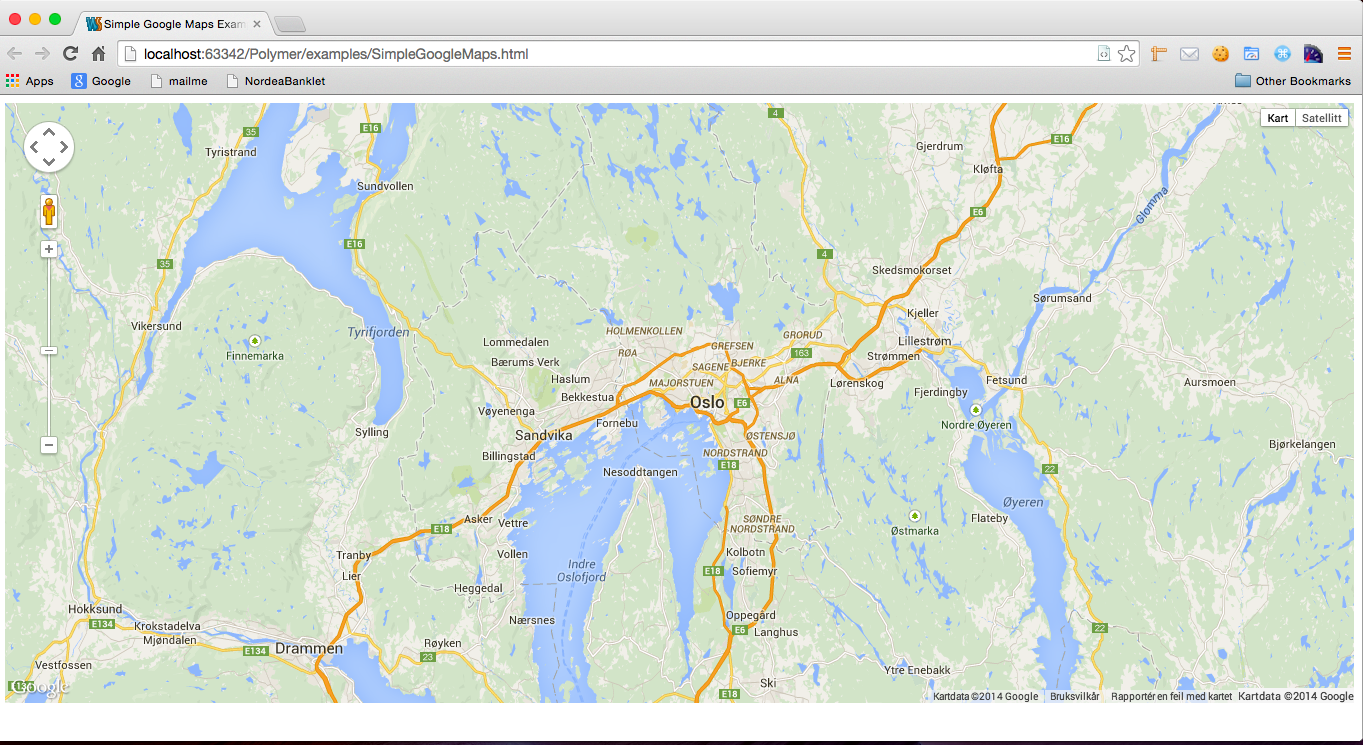 Simple Google Maps Exam
localhost:63342/Polymer/examples/SimpleGoogleMaps.html
Apps
Google
mailme
NordeaBanklet
Other Bookmarks
Kart
Satellitt
35
E16
4
E16
Tyristrand
Gjerdrum
Kløfta
Sundvollen
Glomma
E6
E16
4
35
Skedsmokorset
Sørumsand
Kjeller
Vikersund
Tyrifjorden
HOLMENKOLLEN
GRORUD
Lommedalen
GREFSEN
Lillestrøm
Finnemarka
RØA
163
Strømmen
Bærums Verk
SAGENE
BJERKE
Haslum
MAJORSTUEN
ALNA
Lørenskog
Fetsund
Aursmoen
Bekkestua
Oslo
E6
Fjerdingby
Vøyenenga
Fornebu
Nordre Øyeren
Sylling
Sandvika
ØSTENSJØ
Bjørkelangen
Billingstad
NORDSTRAND
Nesoddtangen
E18
22
Øyeren
Asker
Vettre
SØNDRE
NORDSTRAND
Østmarka
Flateby
E18
Tranby
Vollen
Kolbotn
Indre
Oslofjord
Lier
E18
Sofiemyr
Heggedal
Hokksund
Oppegård
E134
Krokstadelva
Nærsnes
E6
Langhus
22
Mjøndalen
Røyken
E134
Drammen
23
Vestfossen
Ytre Enebakk
Ski
E134
Google
E18
Kartdata ©2014 Google
Bruksvilkår
Rapportér en feil med kartet
Kartdata ©2014 Google